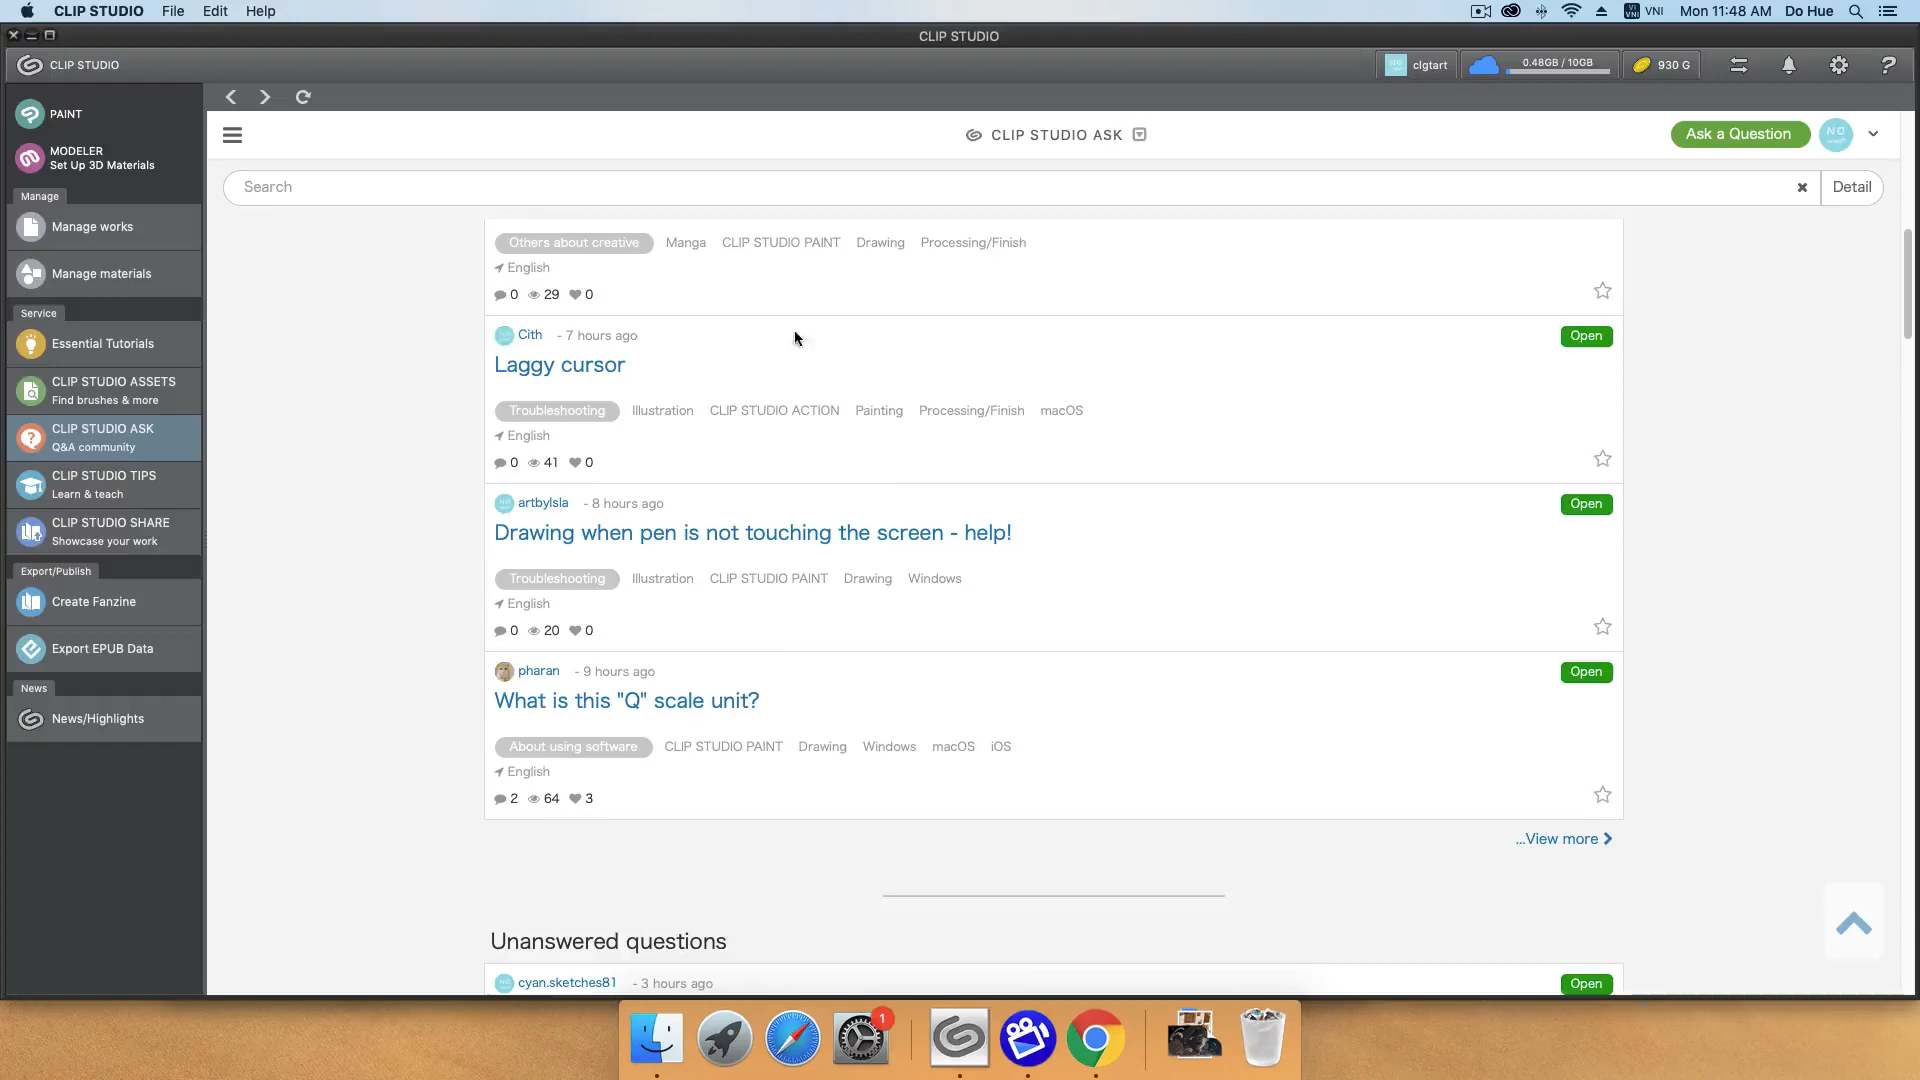 CLIP STUDIO File Edit Help
VNI Mon 11:48 AM Do Hue
CLIP STUDIO
CLIP STUDIO
clgtart 0.48GB / 10GB 930 G
PAINT
MODELER
Set Up 3D Materials
Manage
Manage works
Manage materials
Service
Essential Tutorials
CLIP STUDIO ASSETS
Find brushes & more
CLIP STUDIO ASK
Q&A community
CLIP STUDIO TIPS
Learn & teach
CLIP STUDIO SHARE
Showcase your work
Export/Publish
Create Fanzine
Export EPUB Data
News
News/Highlights
CLIP STUDIO ASK
Ask a Question
Search
Detail
Others about creative Manga CLIP STUDIO PAINT Drawing Processing/Finish
English
0 29 0
Cith - 7 hours ago
Open
Laggy cursor
Troubleshooting Illustration CLIP STUDIO ACTION Painting Processing/Finish macOS
English
0 41 0
artbylsla - 8 hours ago
Open
Drawing when pen is not touching the screen - help!
Troubleshooting Illustration CLIP STUDIO PAINT Drawing Windows
English
0 20 0
pharan - 9 hours ago
Open
What is this "Q" scale unit?
About using software CLIP STUDIO PAINT Drawing Windows macOS iOS
English
2 64 3
...View more
Unanswered questions
cyan.sketches81 - 3 hours ago
Open
1